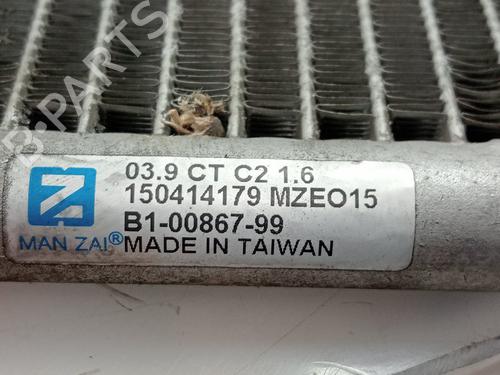 B-PARTS
03.9 CT C2 1.6
150414179 MZEO15
B1-00867-99
MAN ZAI® MADE IN TAIWAN